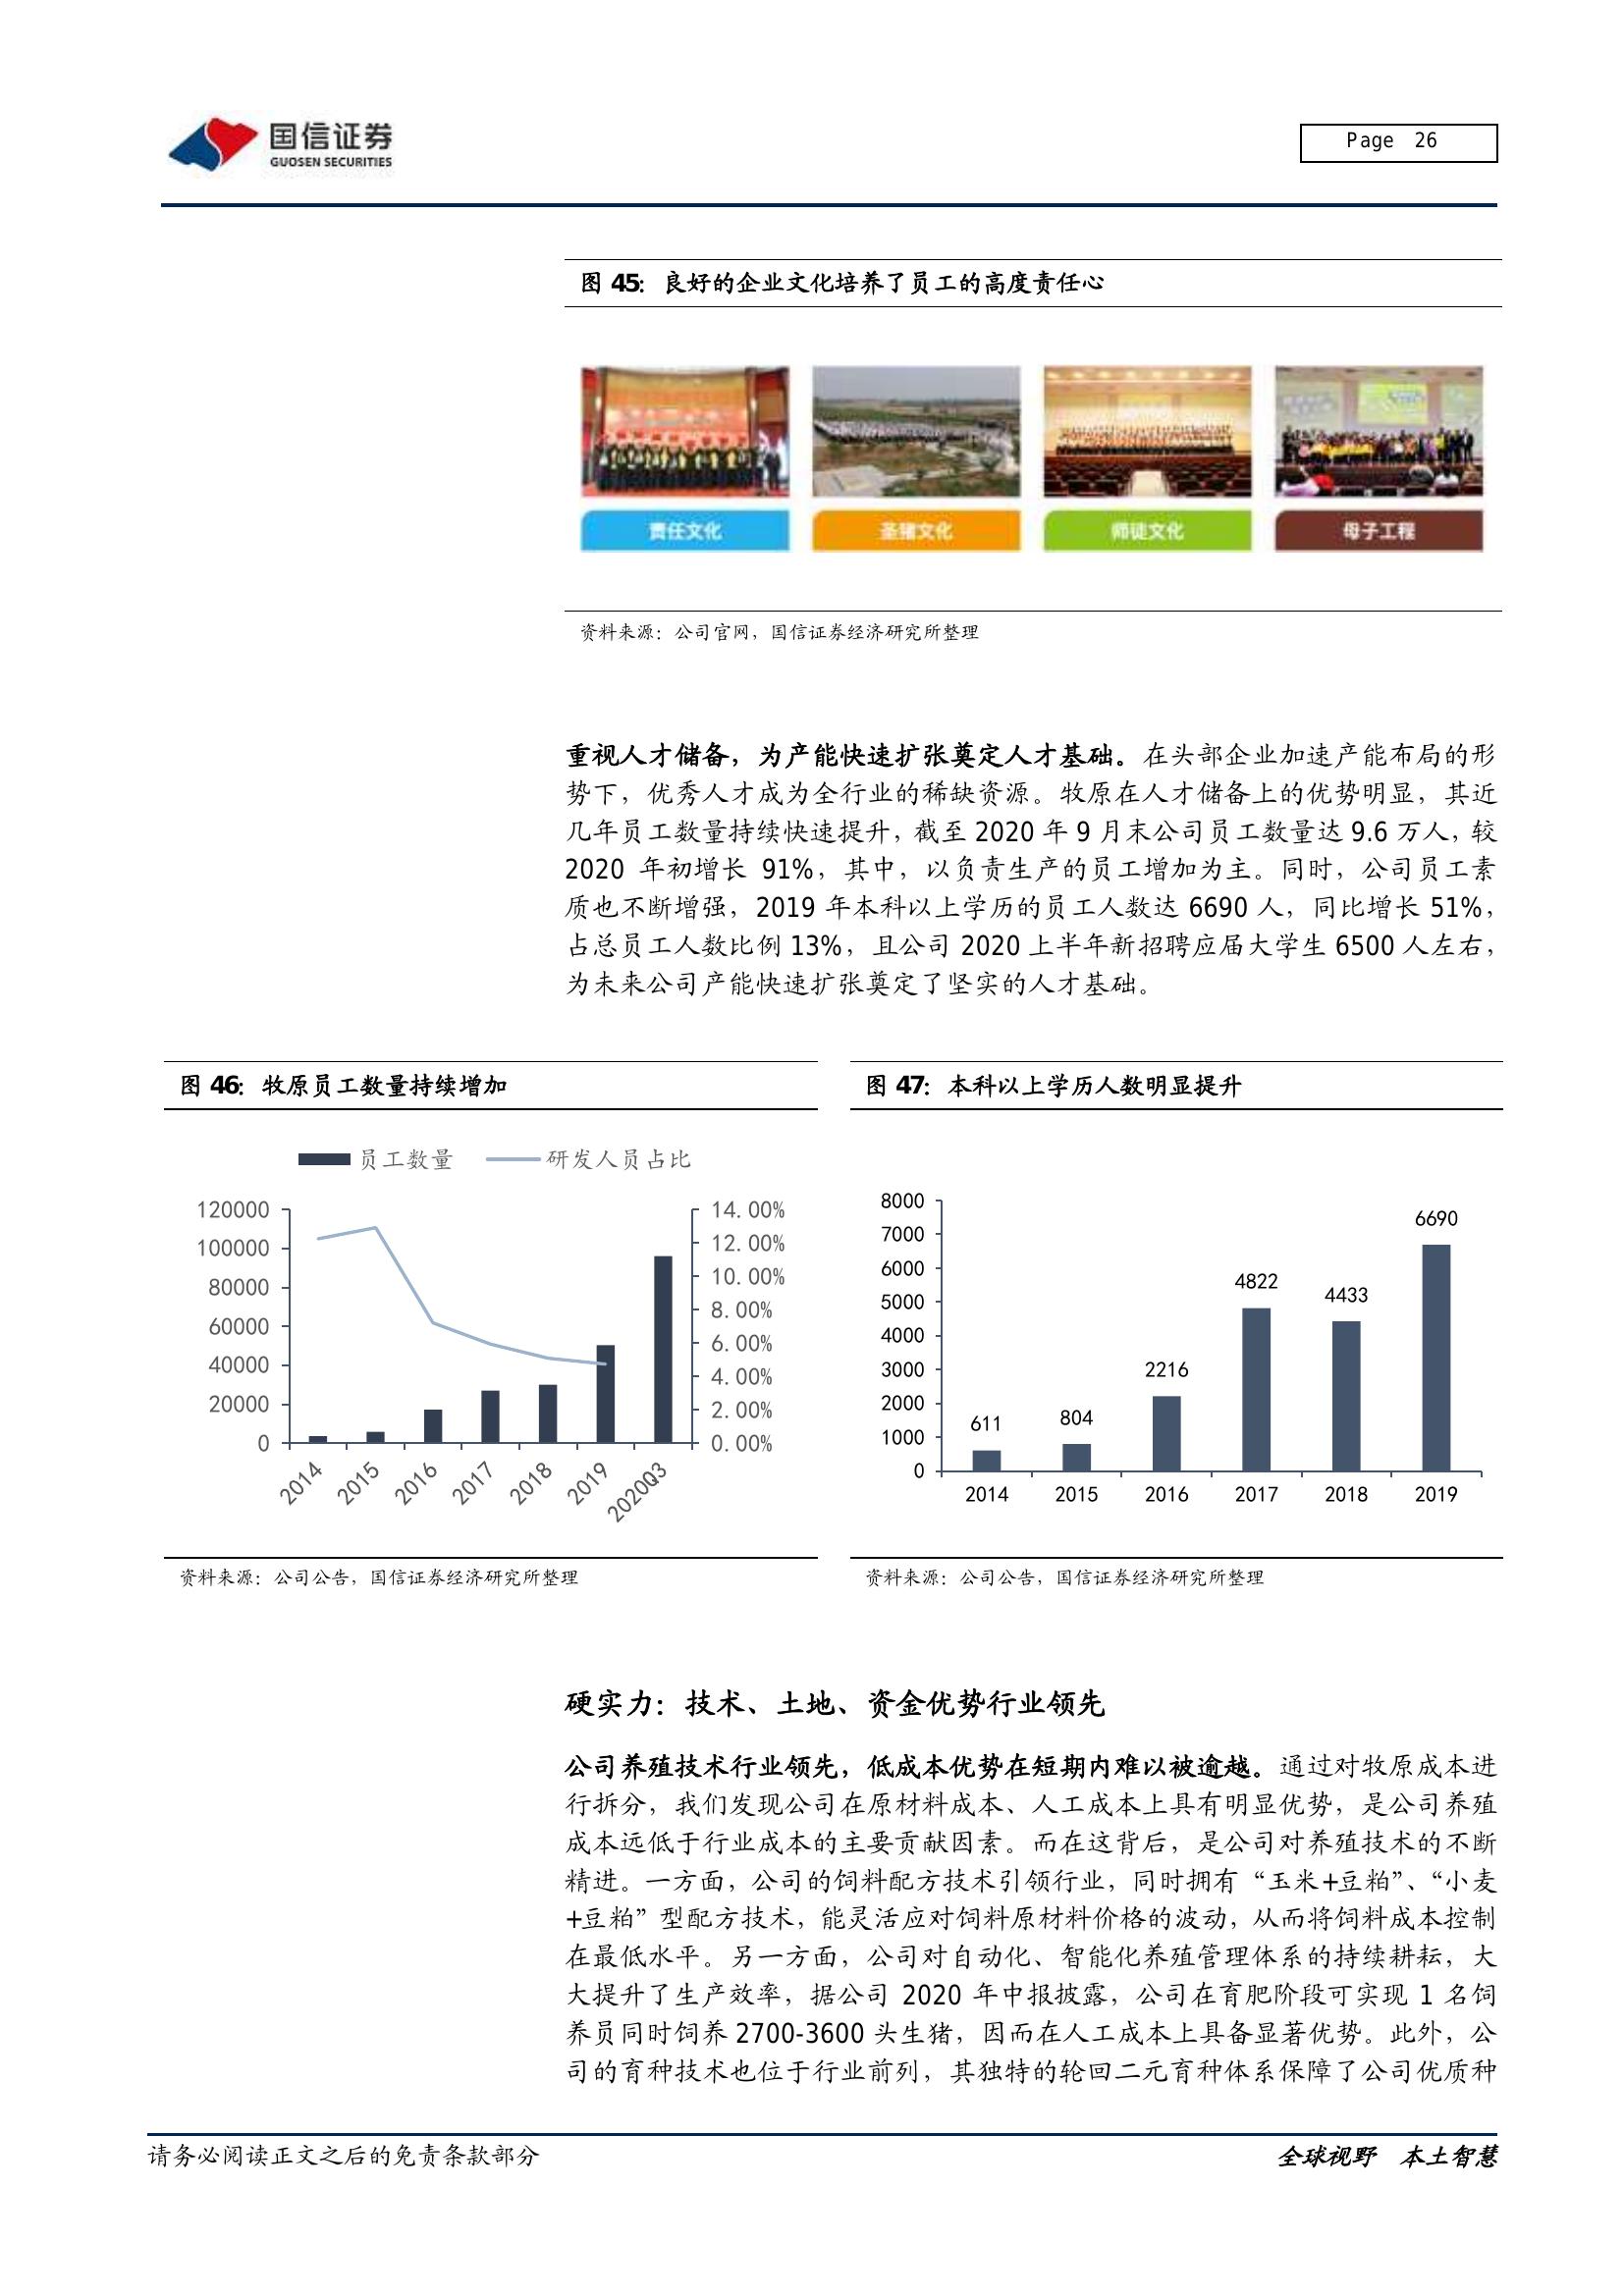 国信证券
GUOSEN SECURITIES
Page 26
图 45：良好的企业文化培养了员工的高度责任心
责任文化
圣猪文化
师徒文化
母子工程
资料来源：公司官网，国信证券经济研究所整理
重视人才储备，为产能快速扩张奠定人才基础。在头部企业加速产能布局的形
势下，优秀人才成为全行业的稀缺资源。牧原在人才储备上的优势明显，其近
几年员工数量持续快速提升，截至 2020 年 9 月末公司员工数量达 9.6 万人，较
2020 年初增长 91%，其中，以负责生产的员工增加为主。同时，公司员工素
质也不断增强，2019 年本科以上学历的员工人数达 6690 人，同比增长 51%，
占总员工人数比例 13%，且公司 2020 上半年新招聘应届大学生 6500 人左右，
为未来公司产能快速扩张奠定了坚实的人才基础。
图 46：牧原员工数量持续增加
员工数量 研发人员占比
120000
100000
80000
60000
40000
20000
0
14.00%
12.00%
10.00%
8.00%
6.00%
4.00%
2.00%
0.00%
2014 2015 2016 2017 2018 2019 2020Q3
资料来源：公司公告，国信证券经济研究所整理
图 47：本科以上学历人数明显提升
8000
7000
6000
5000
4000
3000
2000
1000
0
611 804 2216 4822 4433 6690
2014 2015 2016 2017 2018 2019
资料来源：公司公告，国信证券经济研究所整理
硬实力：技术、土地、资金优势行业领先
公司养殖技术行业领先，低成本优势在短期内难以被逾越。通过对牧原成本进
行拆分，我们发现公司在原材料成本、人工成本上具有明显优势，是公司养殖
成本远低于行业成本的主要贡献因素。而在这背后，是公司对养殖技术的不断
精进。一方面，公司的饲料配方技术引领行业，同时拥有“玉米+豆粕”、“小麦
+豆粕”型配方技术，能灵活应对饲料原材料价格的波动，从而将饲料成本控制
在最低水平。另一方面，公司对自动化、智能化养殖管理体系的持续耕耘，大
大提升了生产效率，据公司 2020 年中报披露，公司在育肥阶段可实现 1 名饲
养员同时饲养 2700-3600 头生猪，因而在人工成本上具备显著优势。此外，公
司的育种技术也位于行业前列，其独特的轮回二元育种体系保障了公司优质种
请务必阅读正文之后的免责条款部分
全球视野 本土智慧